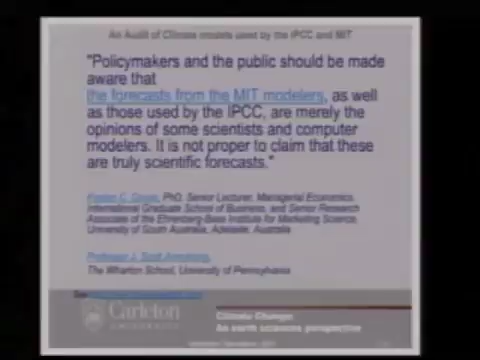 An Audit of Climate models used by the IPCC and MIT
"Policymakers and the public should be made
aware that
the forecasts from the MIT modelers, as well
as those used by the IPCC, are merely the
opinions of some scientists and computer
modelers. It is not proper to claim that these
are truly scientific forecasts."
PhD, Senior Lecturer, Managerial Economics,
International Graduate School of Business, and Senior Research
Associate of the Ehrenberg-Bass Institute for Marketing Science,
University of South Australia, Adelaide, Australia
Professor J. Scott Armstrong,
The Wharton School, University of Pennsylvania
See
Carleton
UNIVERSITY
Climate Change:
An earth sciences perspective